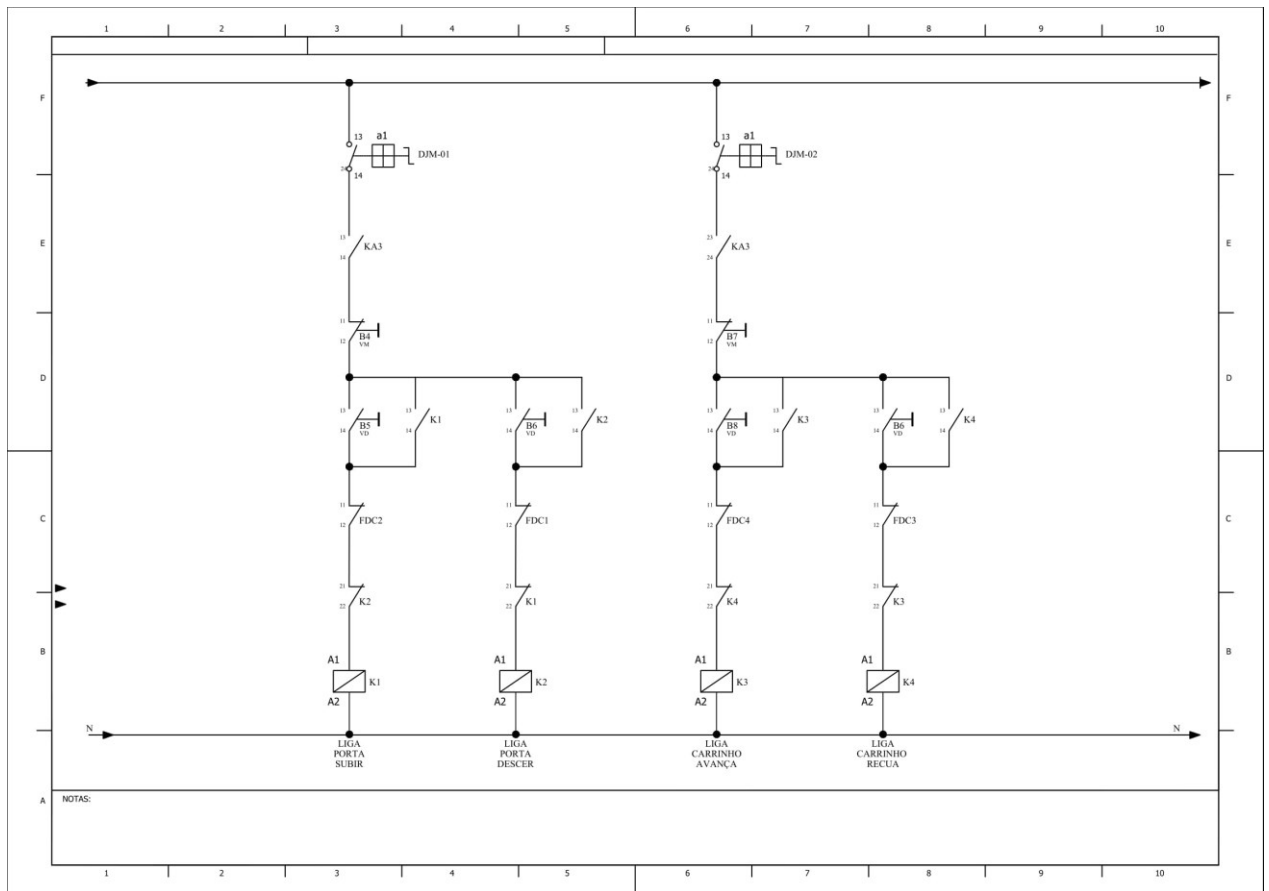 1 2 3 4 5 6 7 8 9 10
F F
13 a1 13 a1
DJM-01 DJM-02
24 14 24 14
E E
13 23
KA3 KA3
14 24
11 11
B4 B7
12 VM 12 VM
D D
13 13 13 13 13 13 13 13
B5 K1 B6 K2 B8 K3 B6 K4
14 VD 14 14 VD 14 14 VD 14 14 VD 14
11 11 11 11
C FDC2 FDC1 FDC4 FDC3 C
12 12 12 12
21 21 21 21
K2 K1 K4 K3
22 22 22 22
B B
A1 A1 A1 A1
K1 K2 K3 K4
A2 A2 A2 A2
N N
LIGA LIGA LIGA LIGA
PORTA PORTA CARRINHO CARRINHO
SUBIR DESCER AVANÇA RECUA
A NOTAS: A
1 2 3 4 5 6 7 8 9 10